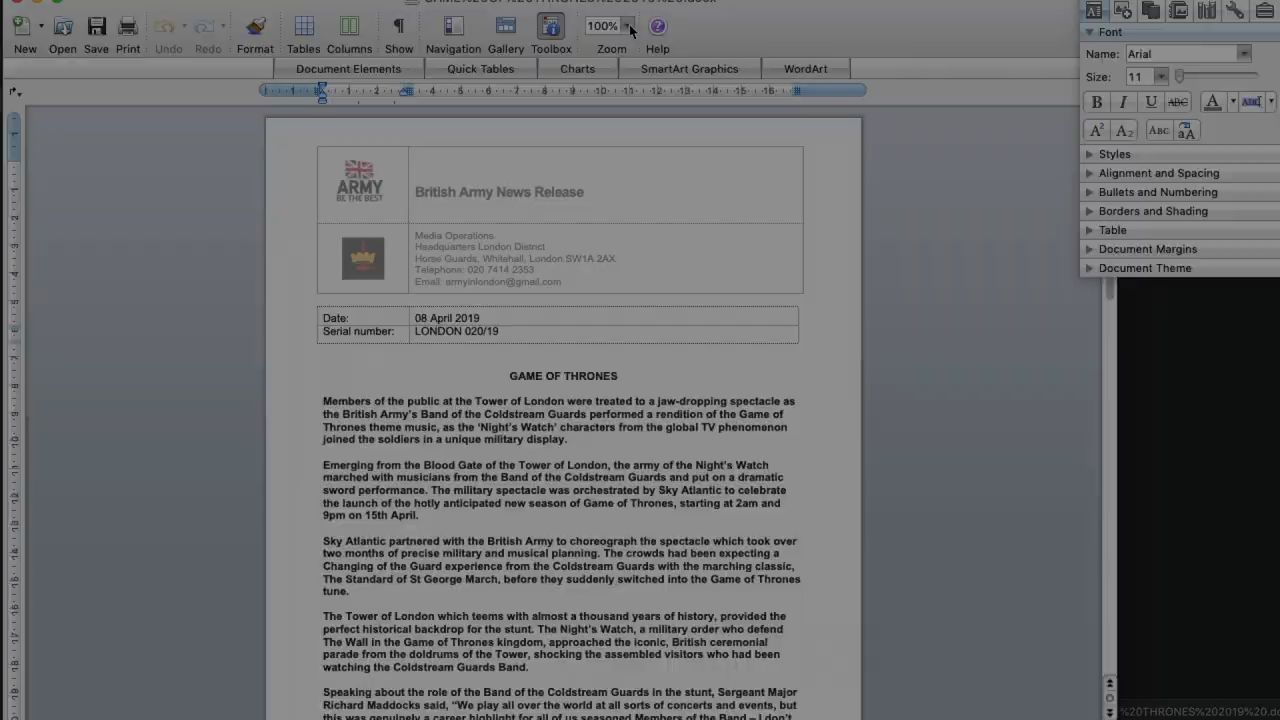 New Open Save Print Undo Redo Format Tables Columns Show Navigation Gallery Toolbox Zoom Help
100%
Document Elements Quick Tables Charts SmartArt Graphics WordArt
Font
Name: Arial
Size: 11
Styles
Alignment and Spacing
Bullets and Numbering
Borders and Shading
Table
Document Margins
Document Theme
ARMY
BE THE BEST
British Army News Release
Media Operations
Headquarters London District
Horse Guards, Whitehall, London SW1A 2AX
Telephone: 020 7414 2353
Email: armyinlondon@gmail.com
Date: 08 April 2019
Serial number: LONDON 020/19
GAME OF THRONES
Members of the public at the Tower of London were treated to a jaw-dropping spectacle as
the British Army's Band of the Coldstream Guards performed a rendition of the Game of
Thrones theme music, as the 'Night's Watch' characters from the global TV phenomenon
joined the soldiers in a unique military display.
Emerging from the Blood Gate of the Tower of London, the army of the Night's Watch
marched with musicians from the Band of the Coldstream Guards and put on a dramatic
sword performance. The military spectacle was orchestrated by Sky Atlantic to celebrate
the launch of the hotly anticipated new season of Game of Thrones, starting at 2am and
9pm on 15th April.
Sky Atlantic partnered with the British Army to choreograph the spectacle which took over
two months of precise military and musical planning. The crowds had been expecting a
Changing of the Guard experience from the Coldstream Guards with the marching classic,
The Standard of St George March, before they suddenly switched into the Game of Thrones
tune.
The Tower of London which teems with almost a thousand years of history, provided the
perfect historical backdrop for the stunt. The Night's Watch, a military order who defend
The Wall in the Game of Thrones kingdom, approached the iconic, British ceremonial
parade from the doldrums of the Tower, shocking the assembled visitors who had been
watching the Coldstream Guards Band.
Speaking about the role of the Band of the Coldstream Guards in the stunt, Sergeant Major
Richard Maddocks said, "We play all over the world at all sorts of concerts and events, but
this was genuinely a career highlight for all of us seasoned Members of the Band – I don't